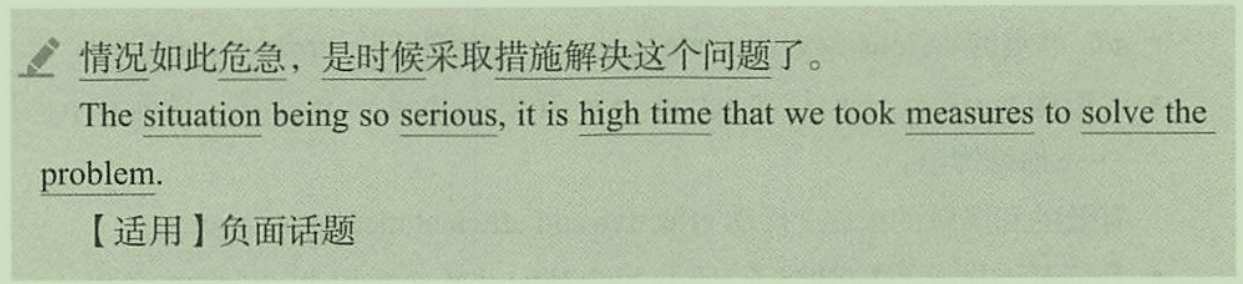 情况如此危急，是时候采取措施解决这个问题了。
The situation being so serious, it is high time that we took measures to solve the
problem.
【适用】负面话题